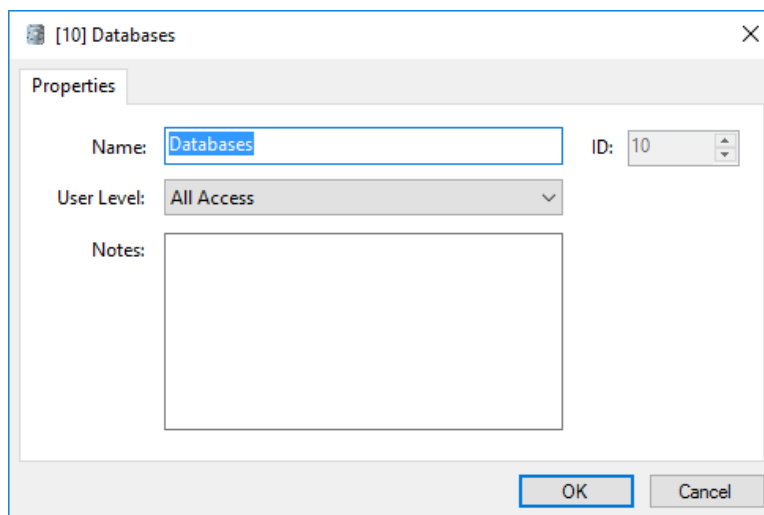 [10] Databases
Properties
Name: Databases ID: 10
User Level: All Access
Notes:
OK Cancel